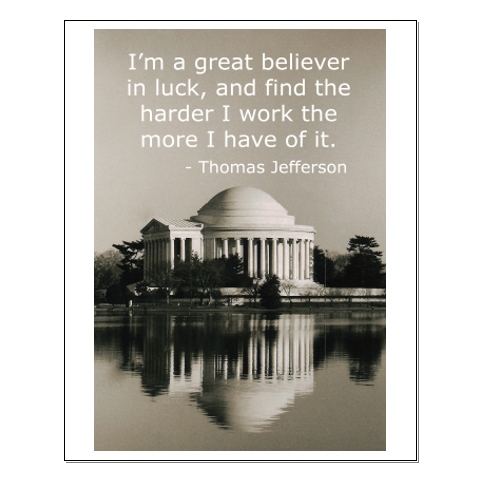 I’m a great believer
in luck, and find the
harder I work the
more I have of it.
- Thomas Jefferson